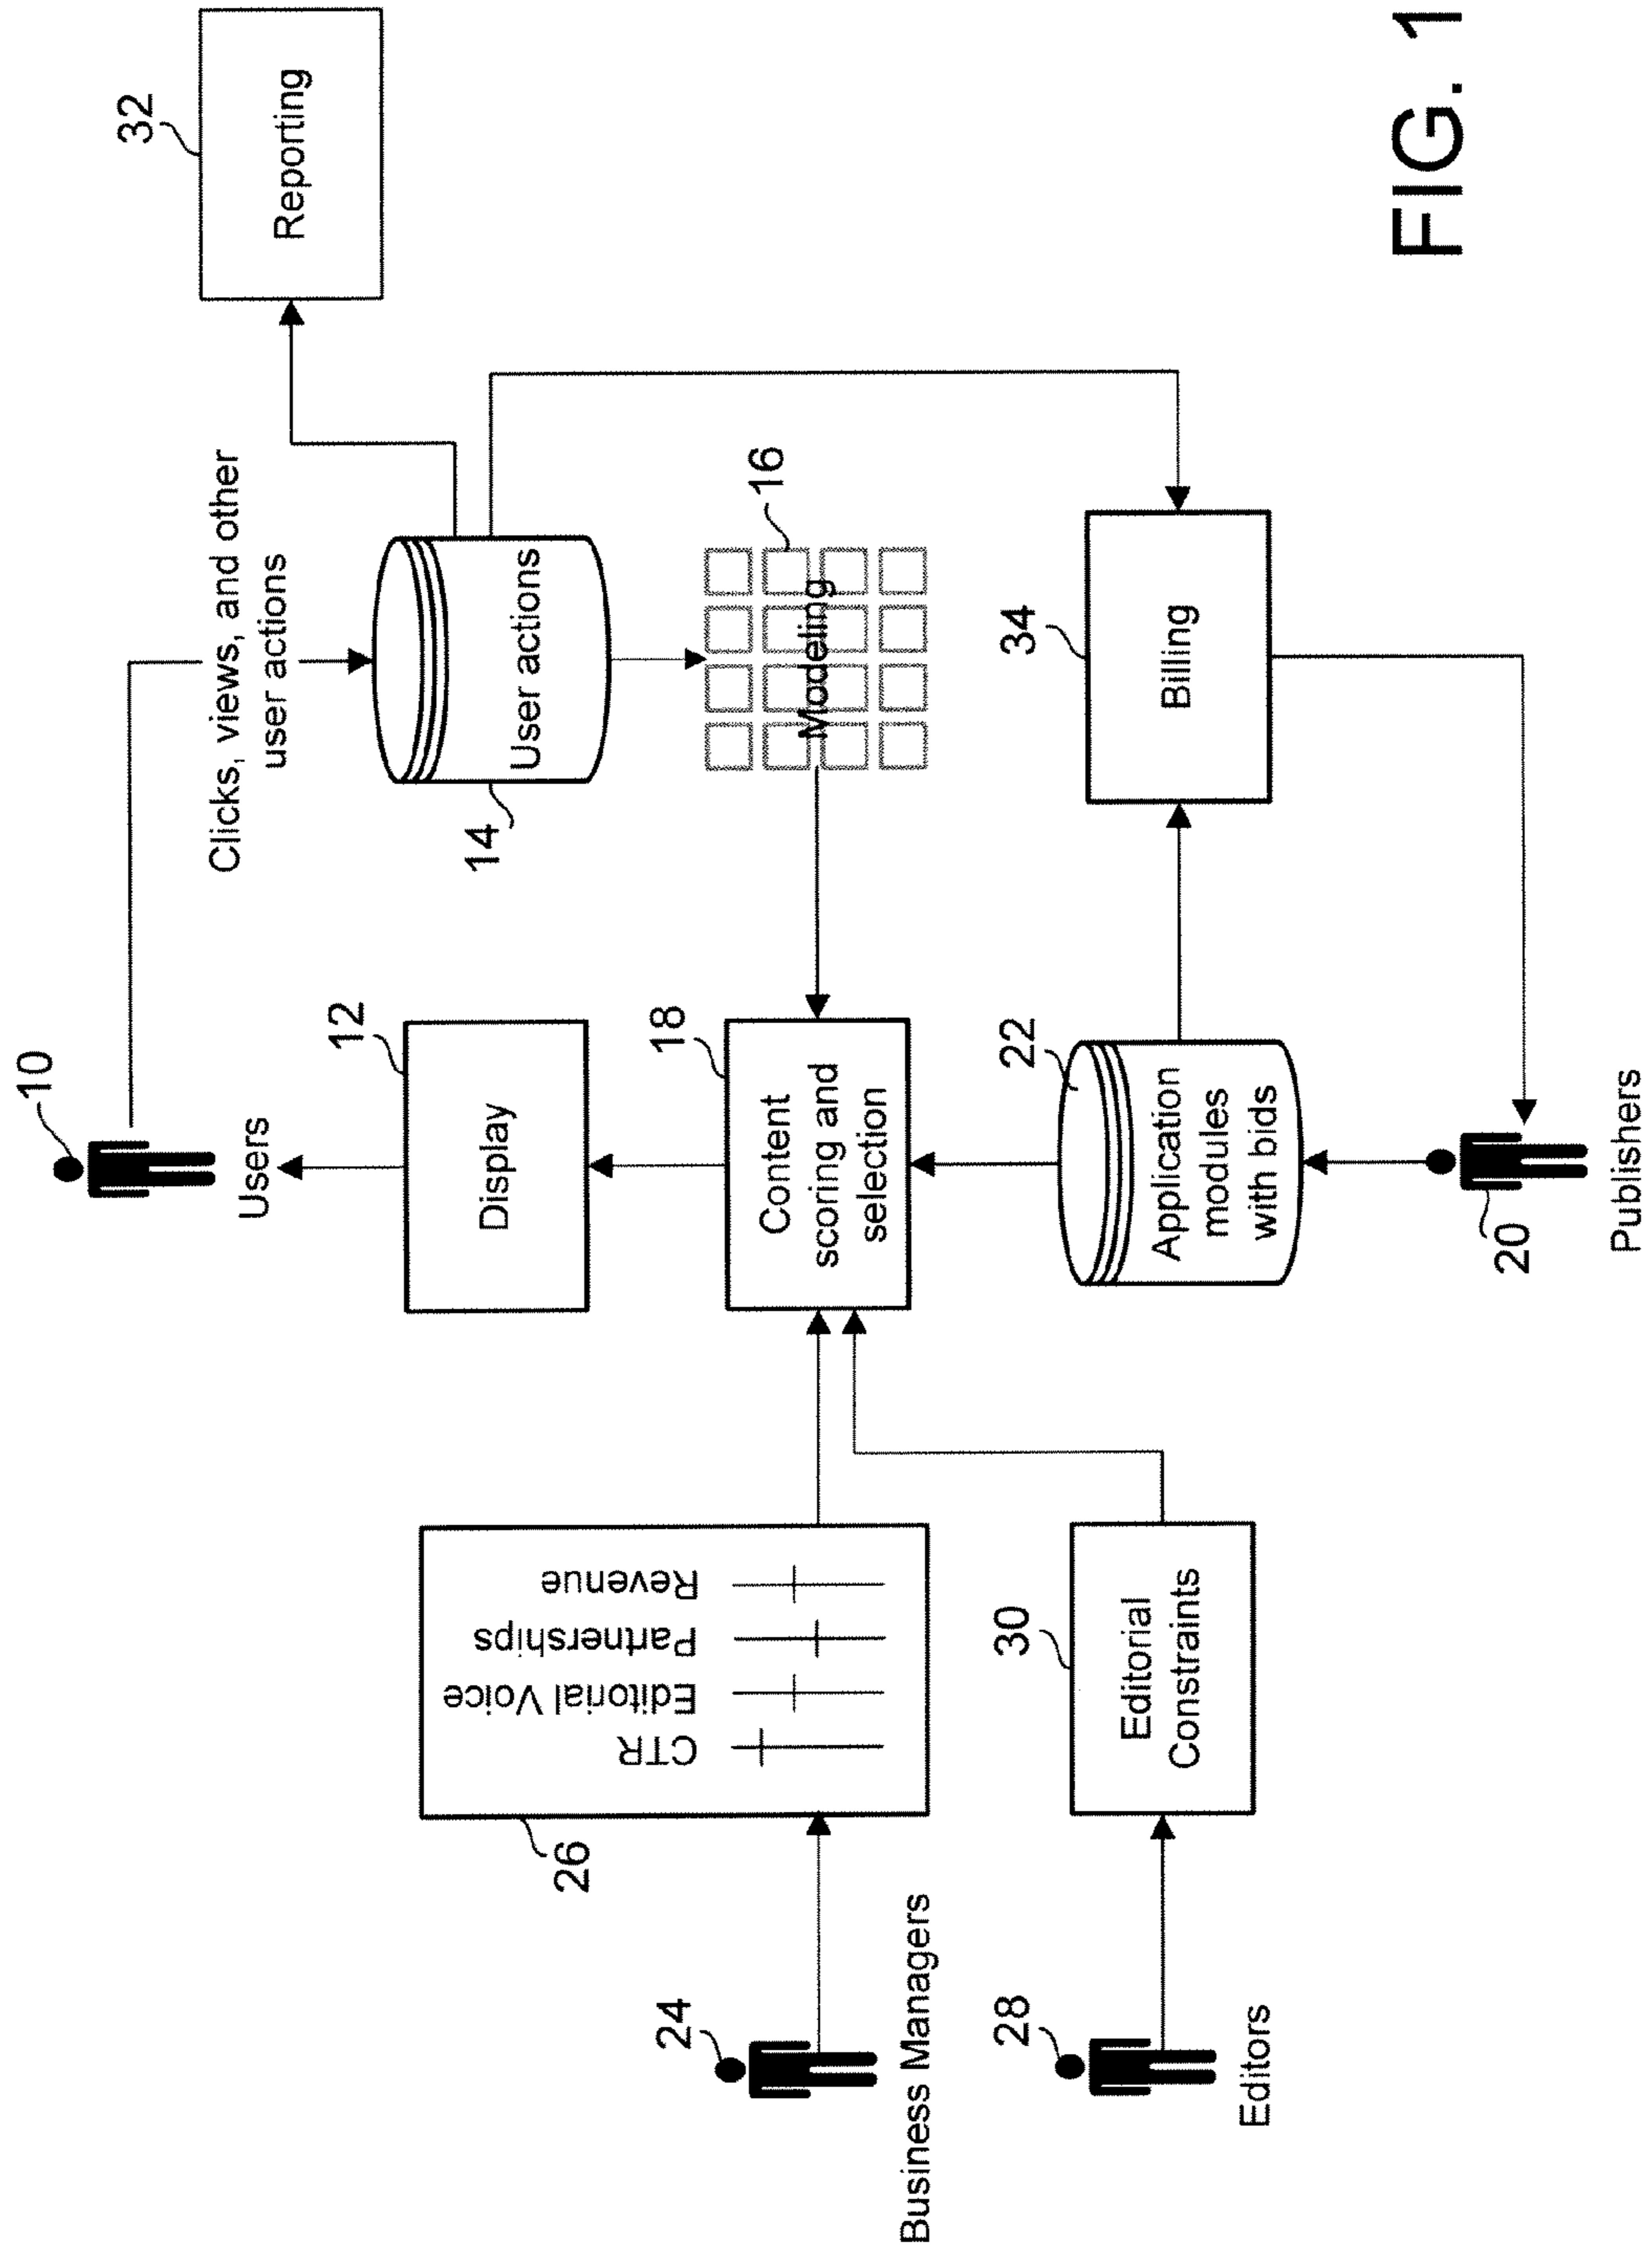 10
Users
Clicks, views, and other
user actions
32
Reporting
12
Display
14
User actions
26
CTR
Editorial Voice
Partnerships
Revenue
24
Business Managers
18
Content
scoring and
selection
16
Modeling
28
Editors
30
Editorial
Constraints
22
Application
modules
with bids
34
Billing
20
Publishers
FIG. 1